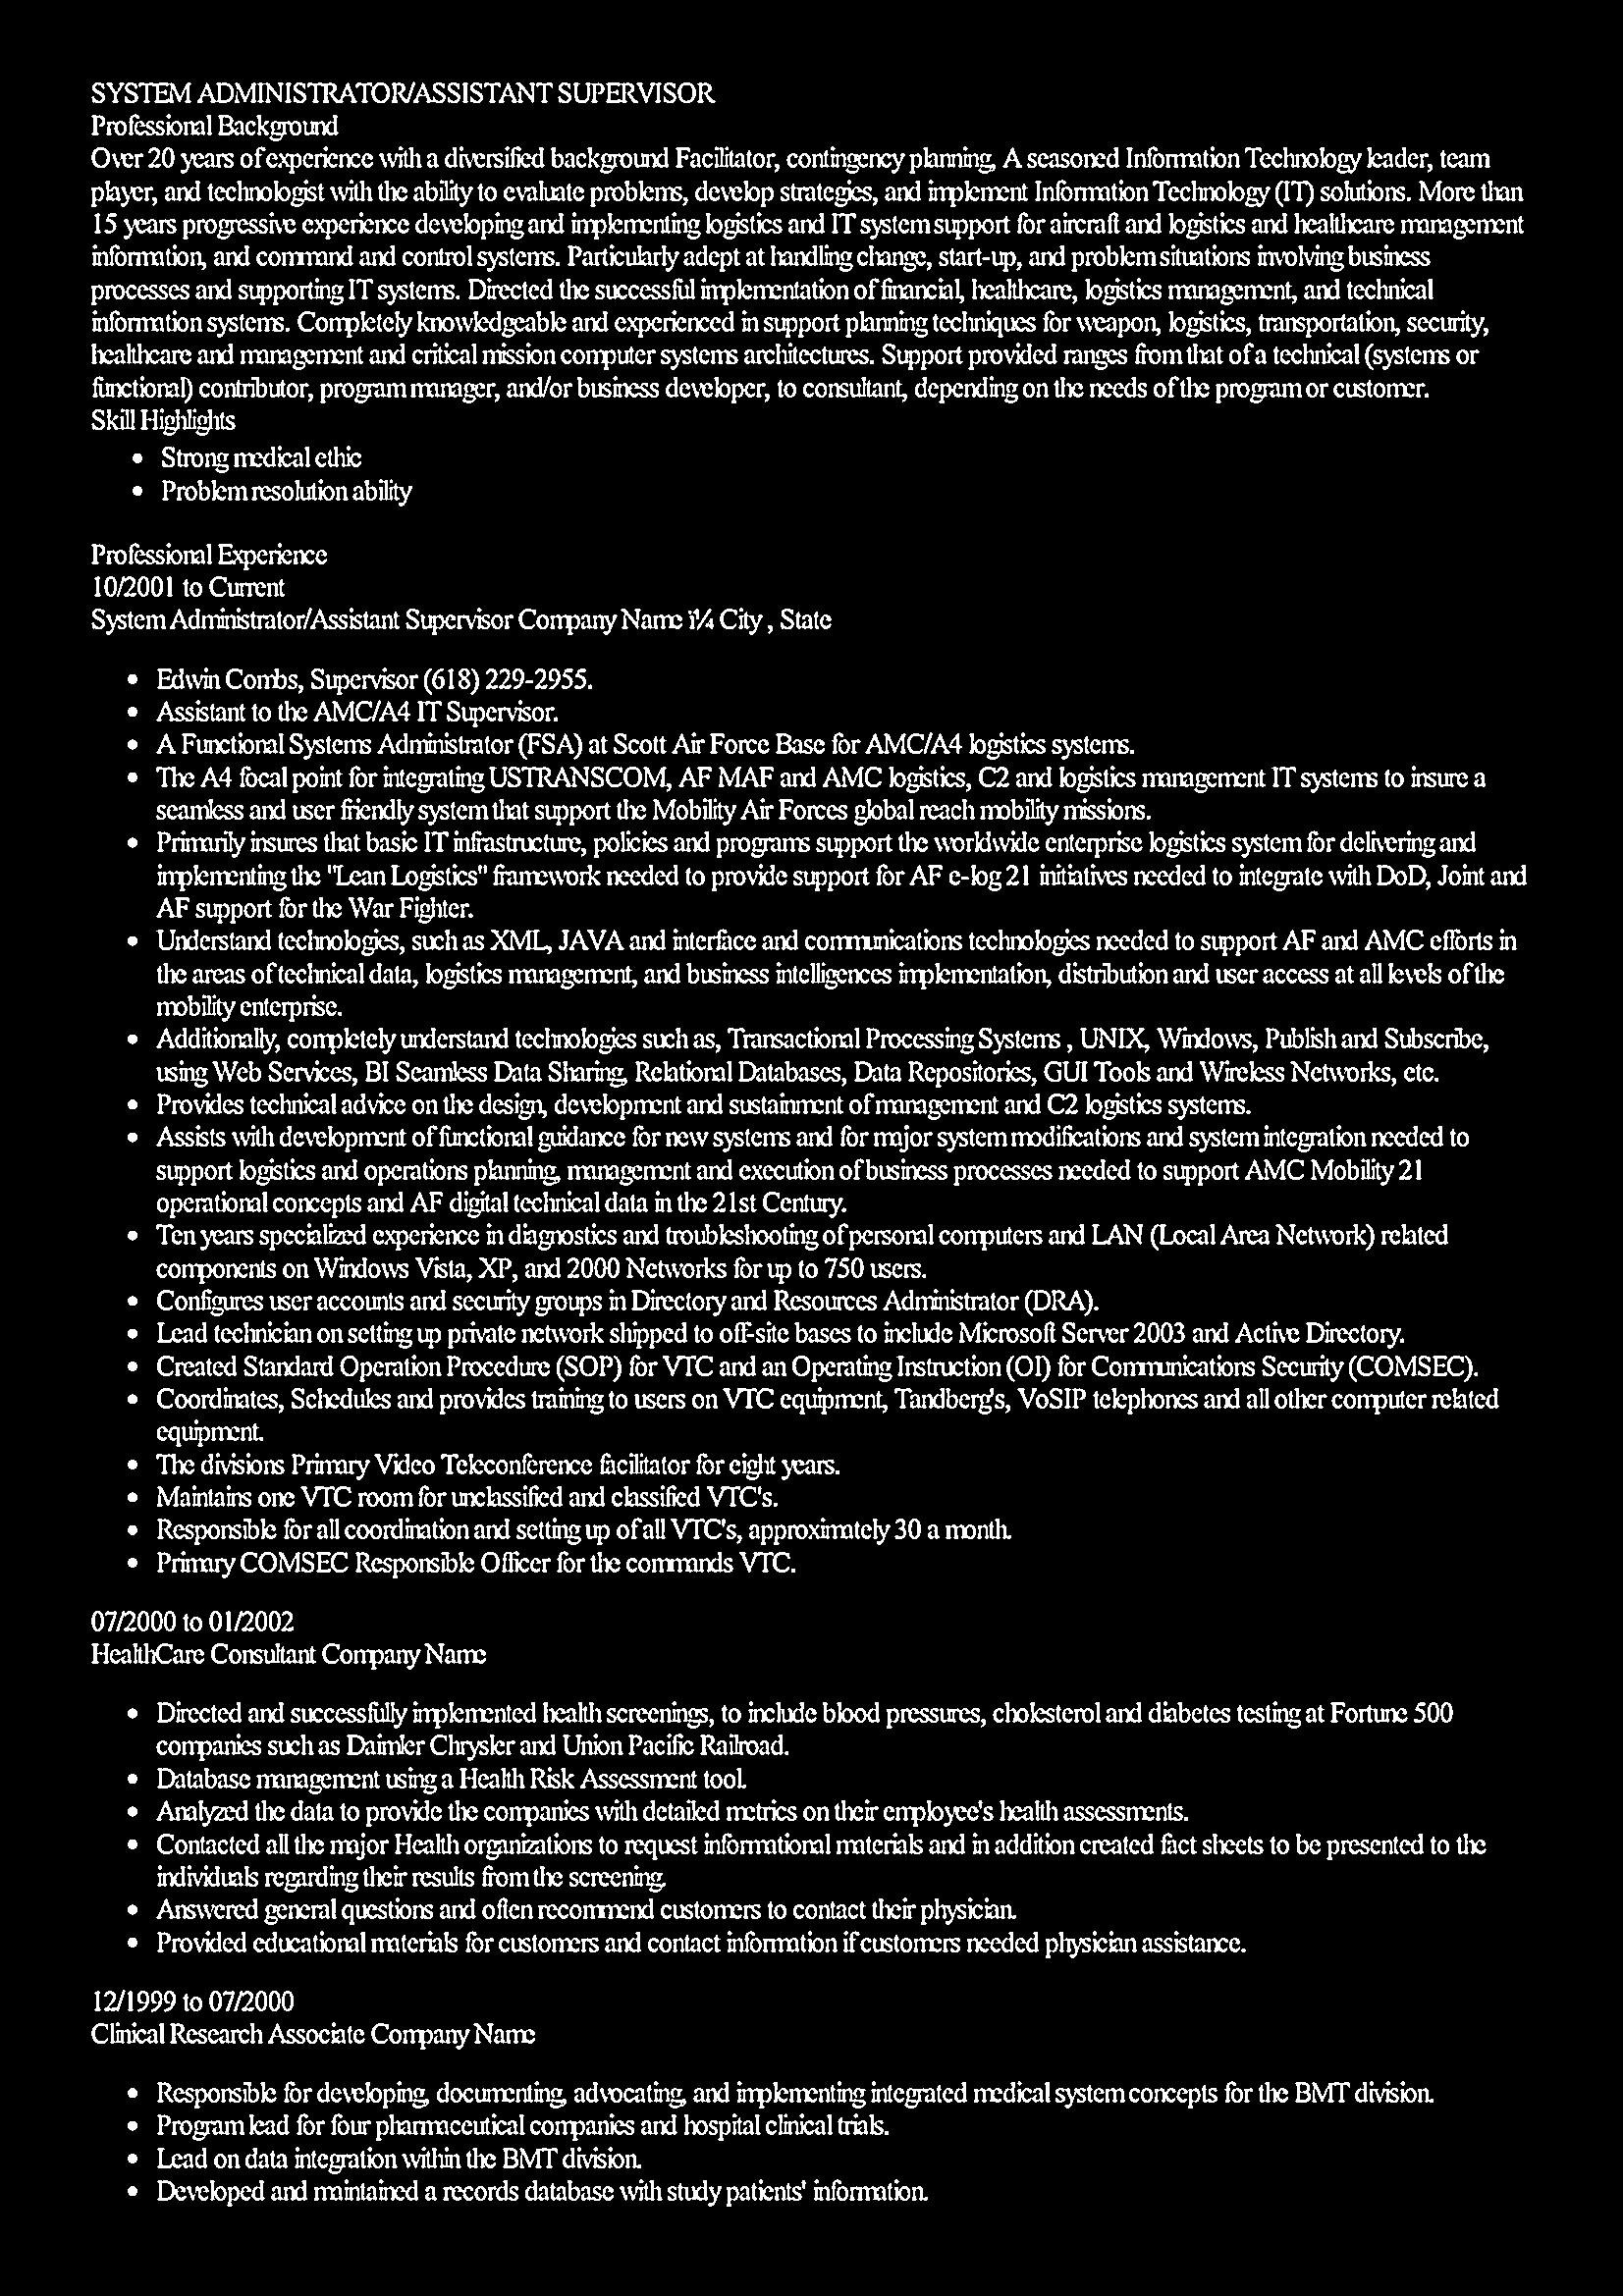 SYSTEM ADMINISTRATOR/ASSISTANT SUPERVISOR
Professional Background
Over 20 years of experience with a diversified background Facilitator, contingency planning, A seasoned Information Technology leader, team
player, and technologist with the ability to evaluate problems, develop strategies, and implement Information Technology (IT) solutions. More than
15 years progressive experience developing and implementing logistics and IT system support for aircraft and logistics and healthcare management
information, and command and control systems. Particularly adept at handling change, start-up, and problem situations involving business
processes and supporting IT systems. Directed the successful implementation of financial, healthcare, logistics management, and technical
information systems. Completely knowledgeable and experienced in support planning techniques for weapon, logistics, transportation, security,
healthcare and management and critical mission computer systems architectures. Support provided ranges from that of a technical (systems or
functional) contributor, program manager, and/or business developer, to consultant, depending on the needs of the program or customer.
Skill Highlights
• Strong medical ethic
• Problem resolution ability
Professional Experience
10/2001 to Current
System Administrator/Assistant Supervisor Company Name ï¼ City , State
• Edwin Combs, Supervisor (618) 229-2955.
• Assistant to the AMC/A4 IT Supervisor.
• A Functional Systems Administrator (FSA) at Scott Air Force Base for AMC/A4 logistics systems.
• The A4 focal point for integrating USTRANSCOM, AF MAF and AMC logistics, C2 and logistics management IT systems to insure a
seamless and user friendly system that support the Mobility Air Forces global reach mobility missions.
• Primarily insures that basic IT infrastructure, policies and programs support the worldwide enterprise logistics system for delivering and
implementing the "Lean Logistics" framework needed to provide support for AF e-log 21 initiatives needed to integrate with DoD, Joint and
AF support for the War Fighter.
• Understand technologies, such as XML, JAVA and interface and communications technologies needed to support AF and AMC efforts in
the areas of technical data, logistics management, and business intelligences implementation, distribution and user access at all levels of the
mobility enterprise.
• Additionally, completely understand technologies such as, Transactional Processing Systems , UNIX, Windows, Publish and Subscribe,
using Web Services, BI Seamless Data Sharing, Relational Databases, Data Repositories, GUI Tools and Wireless Networks, etc.
• Provides technical advice on the design, development and sustainment of management and C2 logistics systems.
• Assists with development of functional guidance for new systems and for major system modifications and system integration needed to
support logistics and operations planning, management and execution of business processes needed to support AMC Mobility 21
operational concepts and AF digital technical data in the 21st Century.
• Ten years specialized experience in diagnostics and troubleshooting of personal computers and LAN (Local Area Network) related
components on Windows Vista, XP, and 2000 Networks for up to 750 users.
• Configures user accounts and security groups in Directory and Resources Administrator (DRA).
• Lead technician on setting up private network shipped to off-site bases to include Microsoft Server 2003 and Active Directory.
• Created Standard Operation Procedure (SOP) for VTC and an Operating Instruction (OI) for Communications Security (COMSEC).
• Coordinates, Schedules and provides training to users on VTC equipment, Tandberg's, VoSIP telephones and all other computer related
equipment.
• The divisions Primary Video Teleconference facilitator for eight years.
• Maintains one VTC room for unclassified and classified VTC's.
• Responsible for all coordination and setting up of all VTC's, approximately 30 a month.
• Primary COMSEC Responsible Officer for the commands VTC.
07/2000 to 01/2002
HealthCare Consultant Company Name
• Directed and successfully implemented health screenings, to include blood pressures, cholesterol and diabetes testing at Fortune 500
companies such as Daimler Chrysler and Union Pacific Railroad.
• Database management using a Health Risk Assessment tool.
• Analyzed the data to provide the companies with detailed metrics on their employee's health assessments.
• Contacted all the major Health organizations to request informational materials and in addition created fact sheets to be presented to the
individuals regarding their results from the screening.
• Answered general questions and often recommend customers to contact their physician.
• Provided educational materials for customers and contact information if customers needed physician assistance.
12/1999 to 07/2000
Clinical Research Associate Company Name
• Responsible for developing, documenting, advocating, and implementing integrated medical system concepts for the BMT division.
• Program lead for four pharmaceutical companies and hospital clinical trials.
• Lead on data integration within the BMT division.
• Developed and maintained a records database with study patients' information.